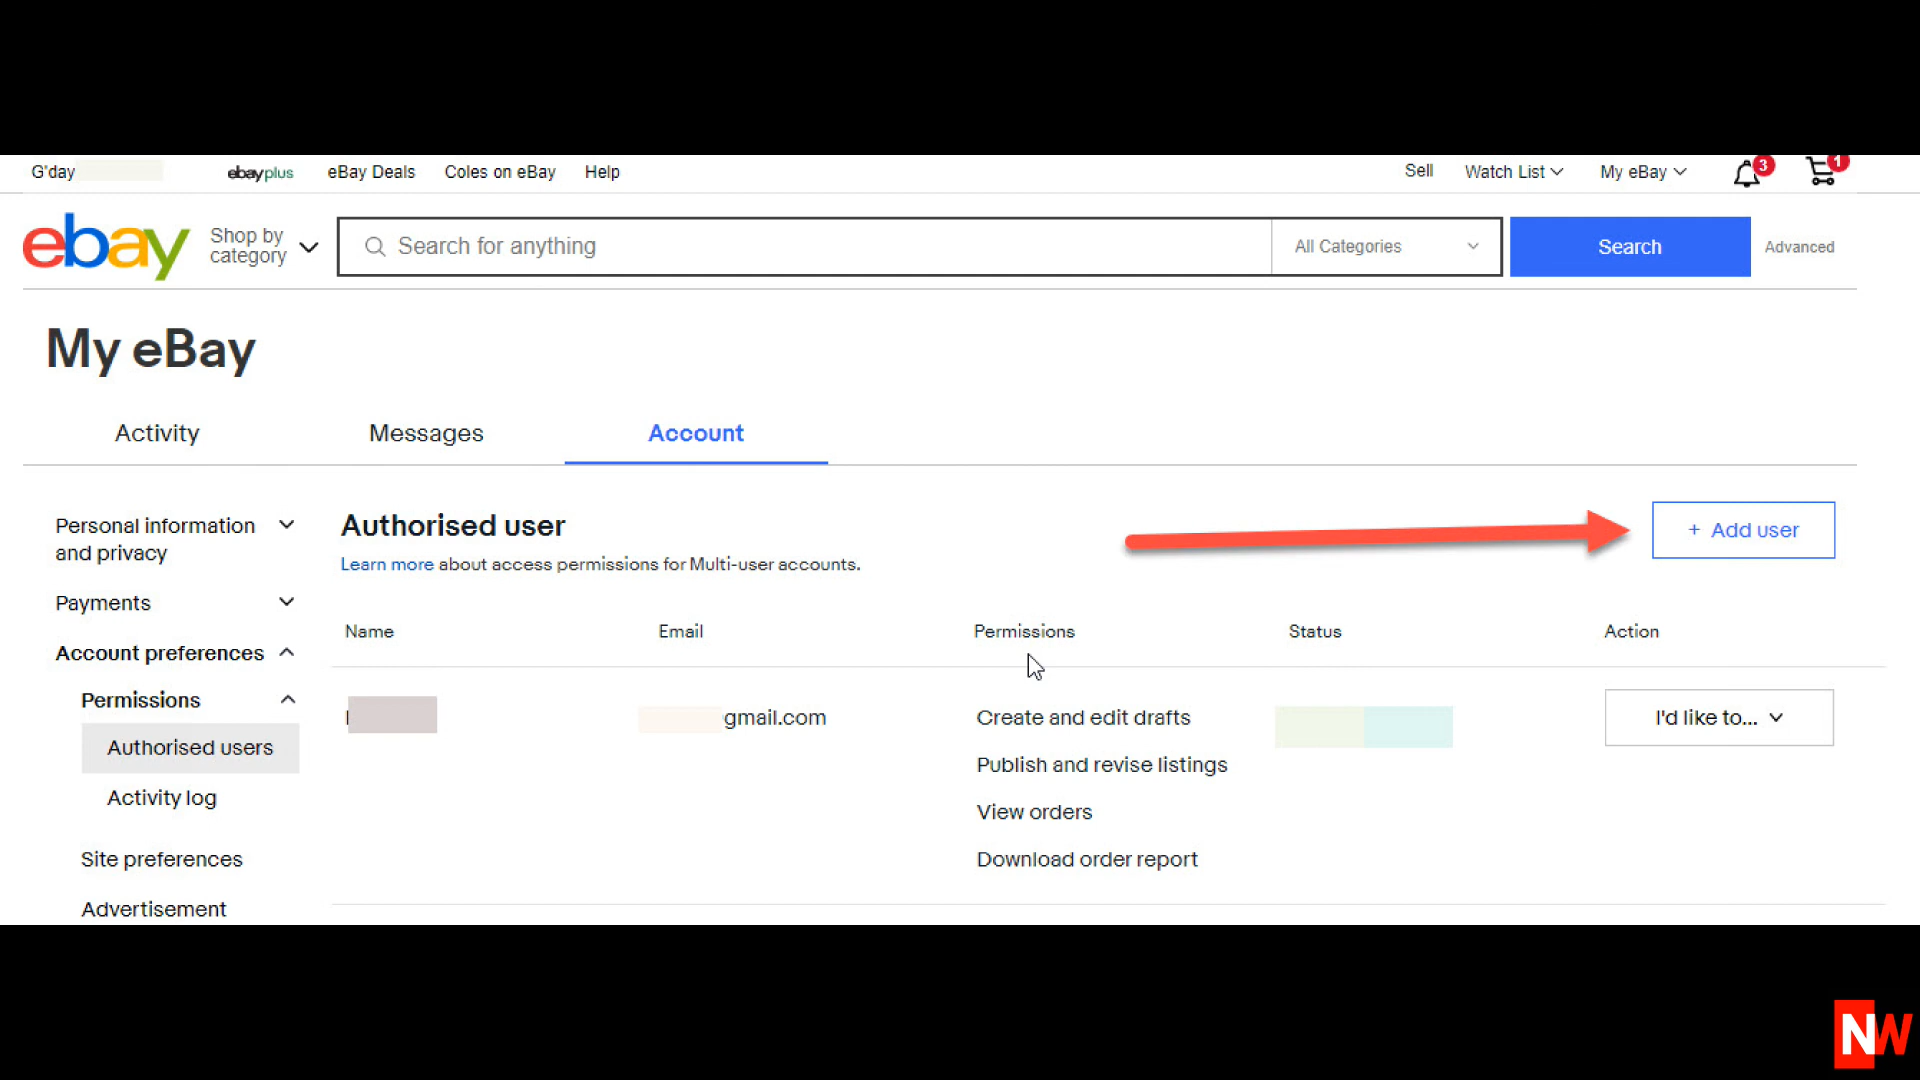 G'day
ebayplus
eBay Deals
Coles on eBay
Help
Sell
Watch List
My eBay
3
1
ebay
Shop by
category
Search for anything
All Categories
Search
Advanced
My eBay
Activity
Messages
Account
Personal information
and privacy
Payments
Account preferences
Permissions
Authorised users
Activity log
Site preferences
Advertisement
Authorised user
Learn more about access permissions for Multi-user accounts.
+ Add user
Name
Email
Permissions
Status
Action
gmail.com
Create and edit drafts
Publish and revise listings
View orders
Download order report
I'd like to...
NW